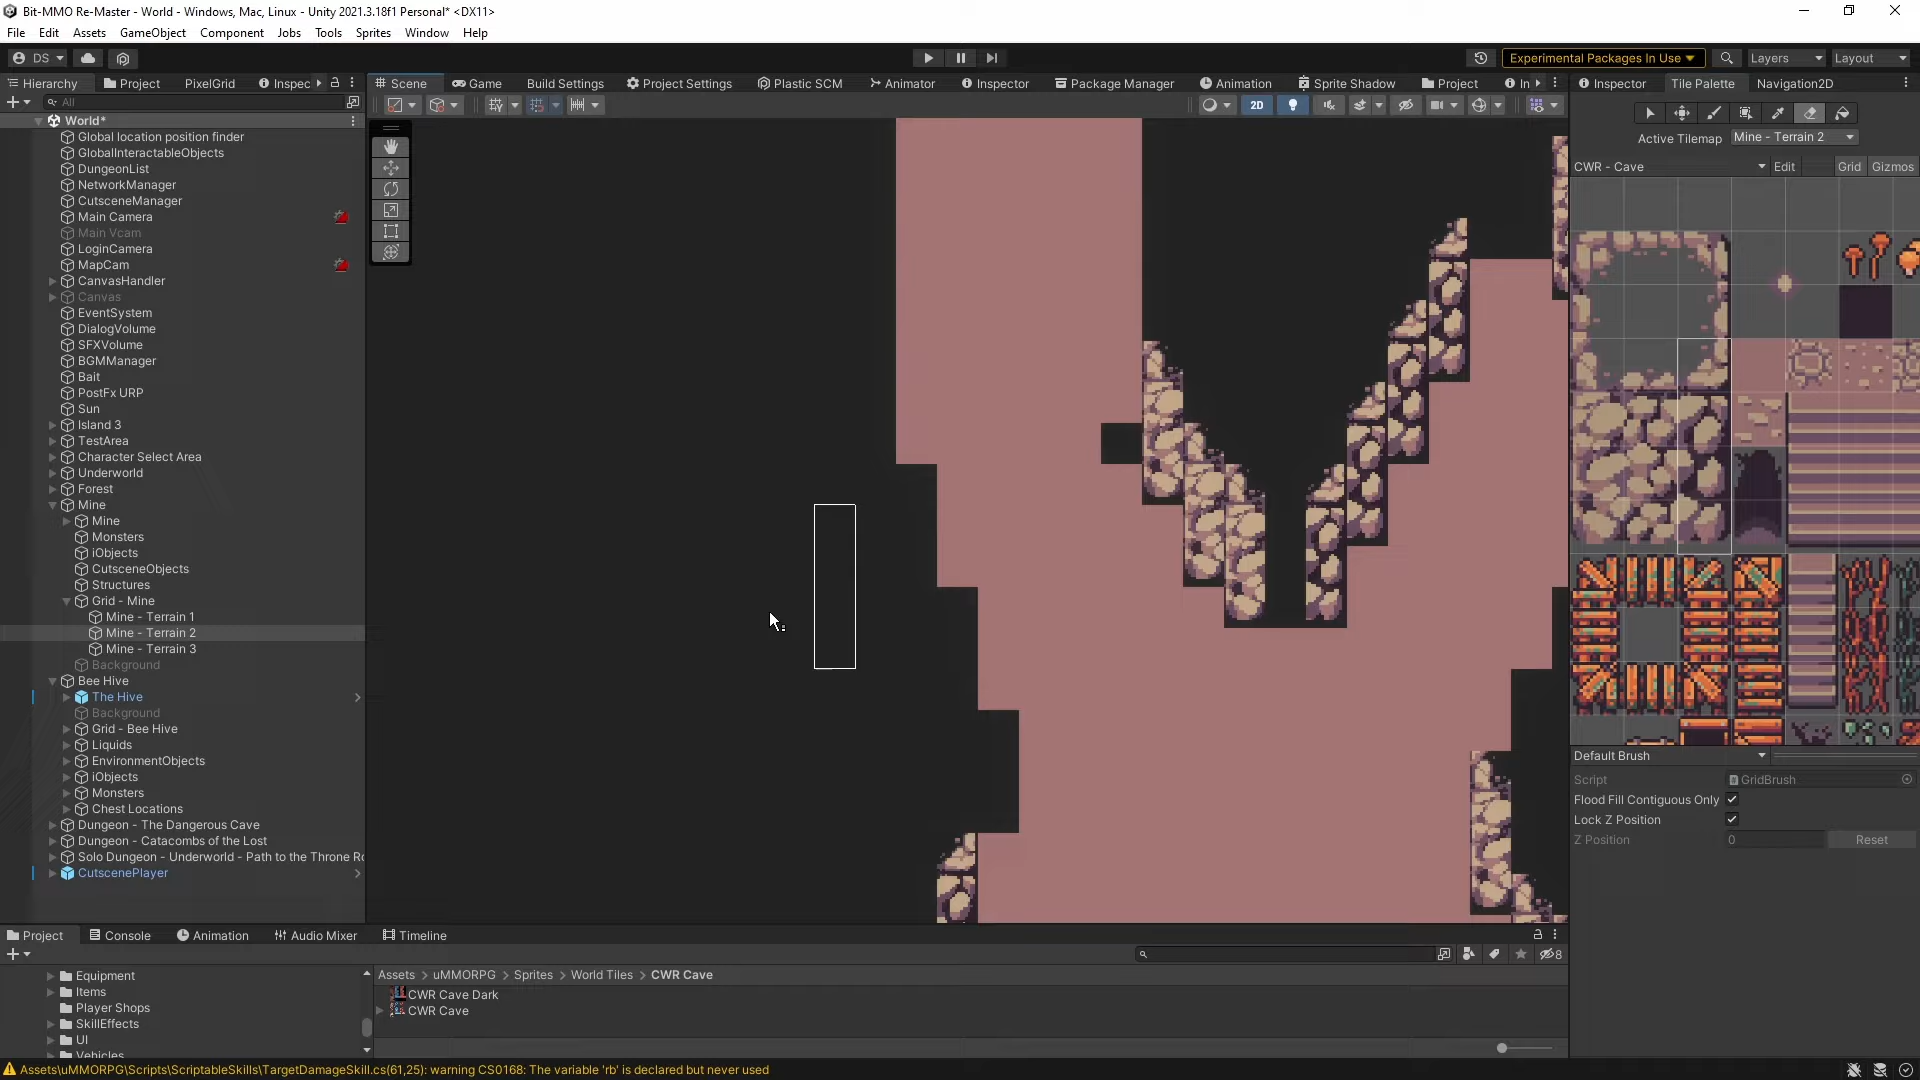 Bit-MMO Re-Master - World - Windows, Mac, Linux - Unity 2021.3.18f1 Personal* <DX11>
File Edit Assets GameObject Component Jobs Tools Sprites Window Help
DS Experimental Packages In Use Layers Layout
Hierarchy Project PixelGrid Inspec Scene Game Build Settings Project Settings Plastic SCM Animator Inspector Package Manager Animation Sprite Shadow Project In Inspector Tile Palette Navigation2D
All 2D
World*
Global location position finder
GlobalInteractableObjects
DungeonList
NetworkManager
CutsceneManager
Main Camera
Main Vcam
LoginCamera
MapCam
CanvasHandler
Canvas
EventSystem
DialogVolume
SFXVolume
BGMManager
Bait
PostFx URP
Sun
Island 3
TestArea
Character Select Area
Underworld
Forest
Mine
Mine
Monsters
iObjects
CutsceneObjects
Structures
Grid - Mine
Mine - Terrain 1
Mine - Terrain 2
Mine - Terrain 3
Background
Bee Hive
The Hive
Background
Grid - Bee Hive
Liquids
EnvironmentObjects
iObjects
Monsters
Chest Locations
Dungeon - The Dangerous Cave
Dungeon - Catacombs of the Lost
Solo Dungeon - Underworld - Path to the Throne Ro
CutscenePlayer
Active Tilemap Mine - Terrain 2
CWR - Cave Edit Grid Gizmos
Default Brush
Script GridBrush
Flood Fill Contiguous Only
Lock Z Position
Z Position 0 Reset
Project Console Animation Audio Mixer Timeline
8
Equipment
Items
Player Shops
SkillEffects
UI
Vehicles
Assets > uMMORPG > Sprites > World Tiles > CWR Cave
CWR Cave Dark
CWR Cave
Assets\uMMORPG\Scripts\ScriptableSkills\TargetDamageSkill.cs(61,25): warning CS0168: The variable 'rb' is declared but never used